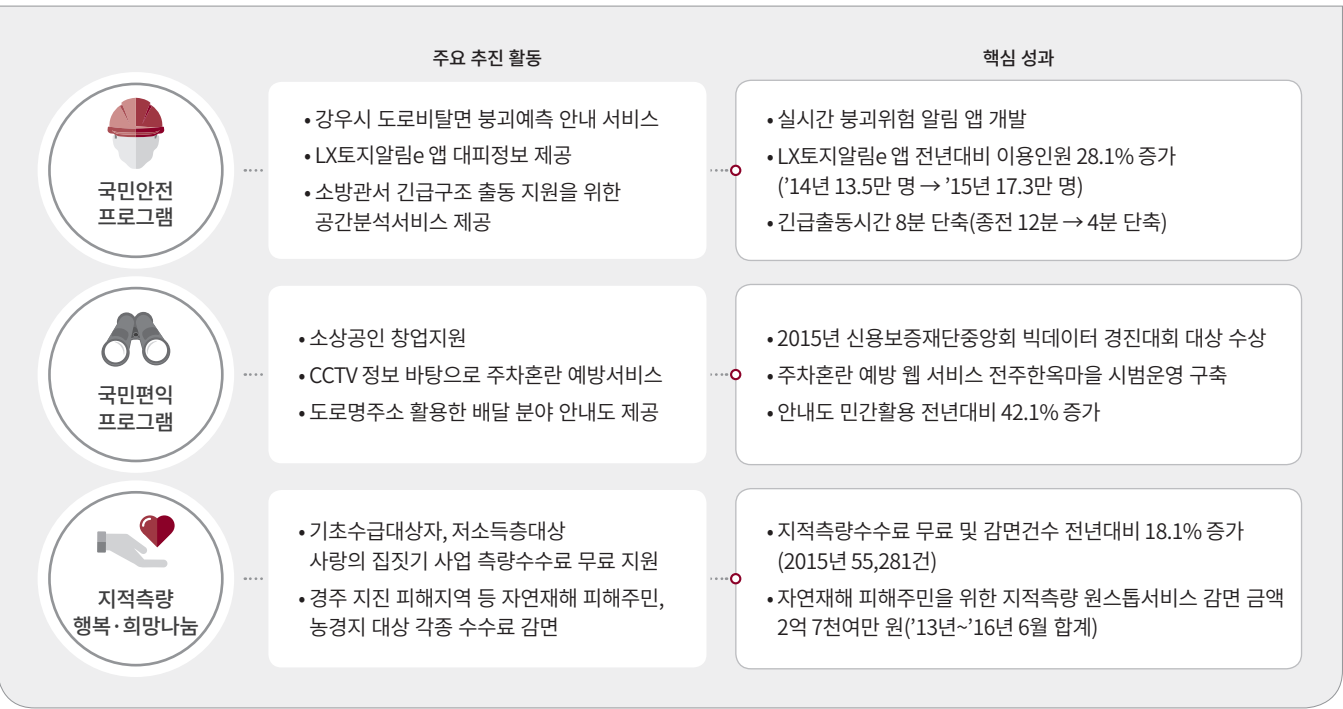 주요 추진 활동
핵심 성과
국민안전
프로그램
• 강우시 도로비탈면 붕괴예측 안내 서비스
• LX토지알림e 앱 대피정보 제공
• 소방관서 긴급구조 출동 지원을 위한
공간분석서비스 제공
• 실시간 붕괴위험 알림 앱 개발
• LX토지알림e 앱 전년대비 이용인원 28.1% 증가
(’14년 13.5만 명 → ’15년 17.3만 명)
• 긴급출동시간 8분 단축(종전 12분 → 4분 단축)
국민편익
프로그램
• 소상공인 창업지원
• CCTV 정보 바탕으로 주차혼란 예방서비스
• 도로명주소 활용한 배달 분야 안내도 제공
• 2015년 신용보증재단중앙회 빅데이터 경진대회 대상 수상
• 주차혼란 예방 웹 서비스 전주한옥마을 시범운영 구축
• 안내도 민간활용 전년대비 42.1% 증가
지적측량
행복·희망나눔
• 기초수급대상자, 저소득층대상
사랑의 집짓기 사업 측량수수료 무료 지원
• 경주 지진 피해지역 등 자연재해 피해주민,
농경지 대상 각종 수수료 감면
• 지적측량수수료 무료 및 감면건수 전년대비 18.1% 증가
(2015년 55,281건)
• 자연재해 피해주민을 위한 지적측량 원스톱서비스 감면 금액
2억 7천여만 원(’13년~’16년 6월 합계)